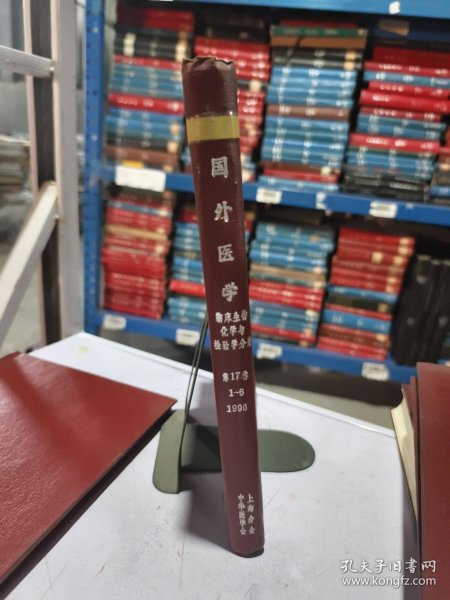 国外医学
临床生物
化学与
检验学分册
第17卷
1-6
1996
上海分会
中华医学会
孔夫子旧书网
www.kongfz.com